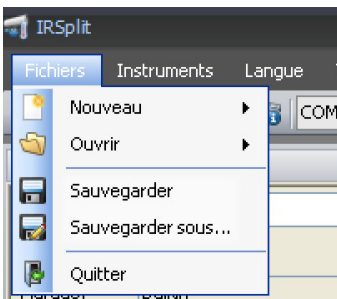 IRSplit
Fichiers Instruments Langue
Nouveau
COM
Ouvrir
Sauvegarder
Sauvegarder sous...
Quitter